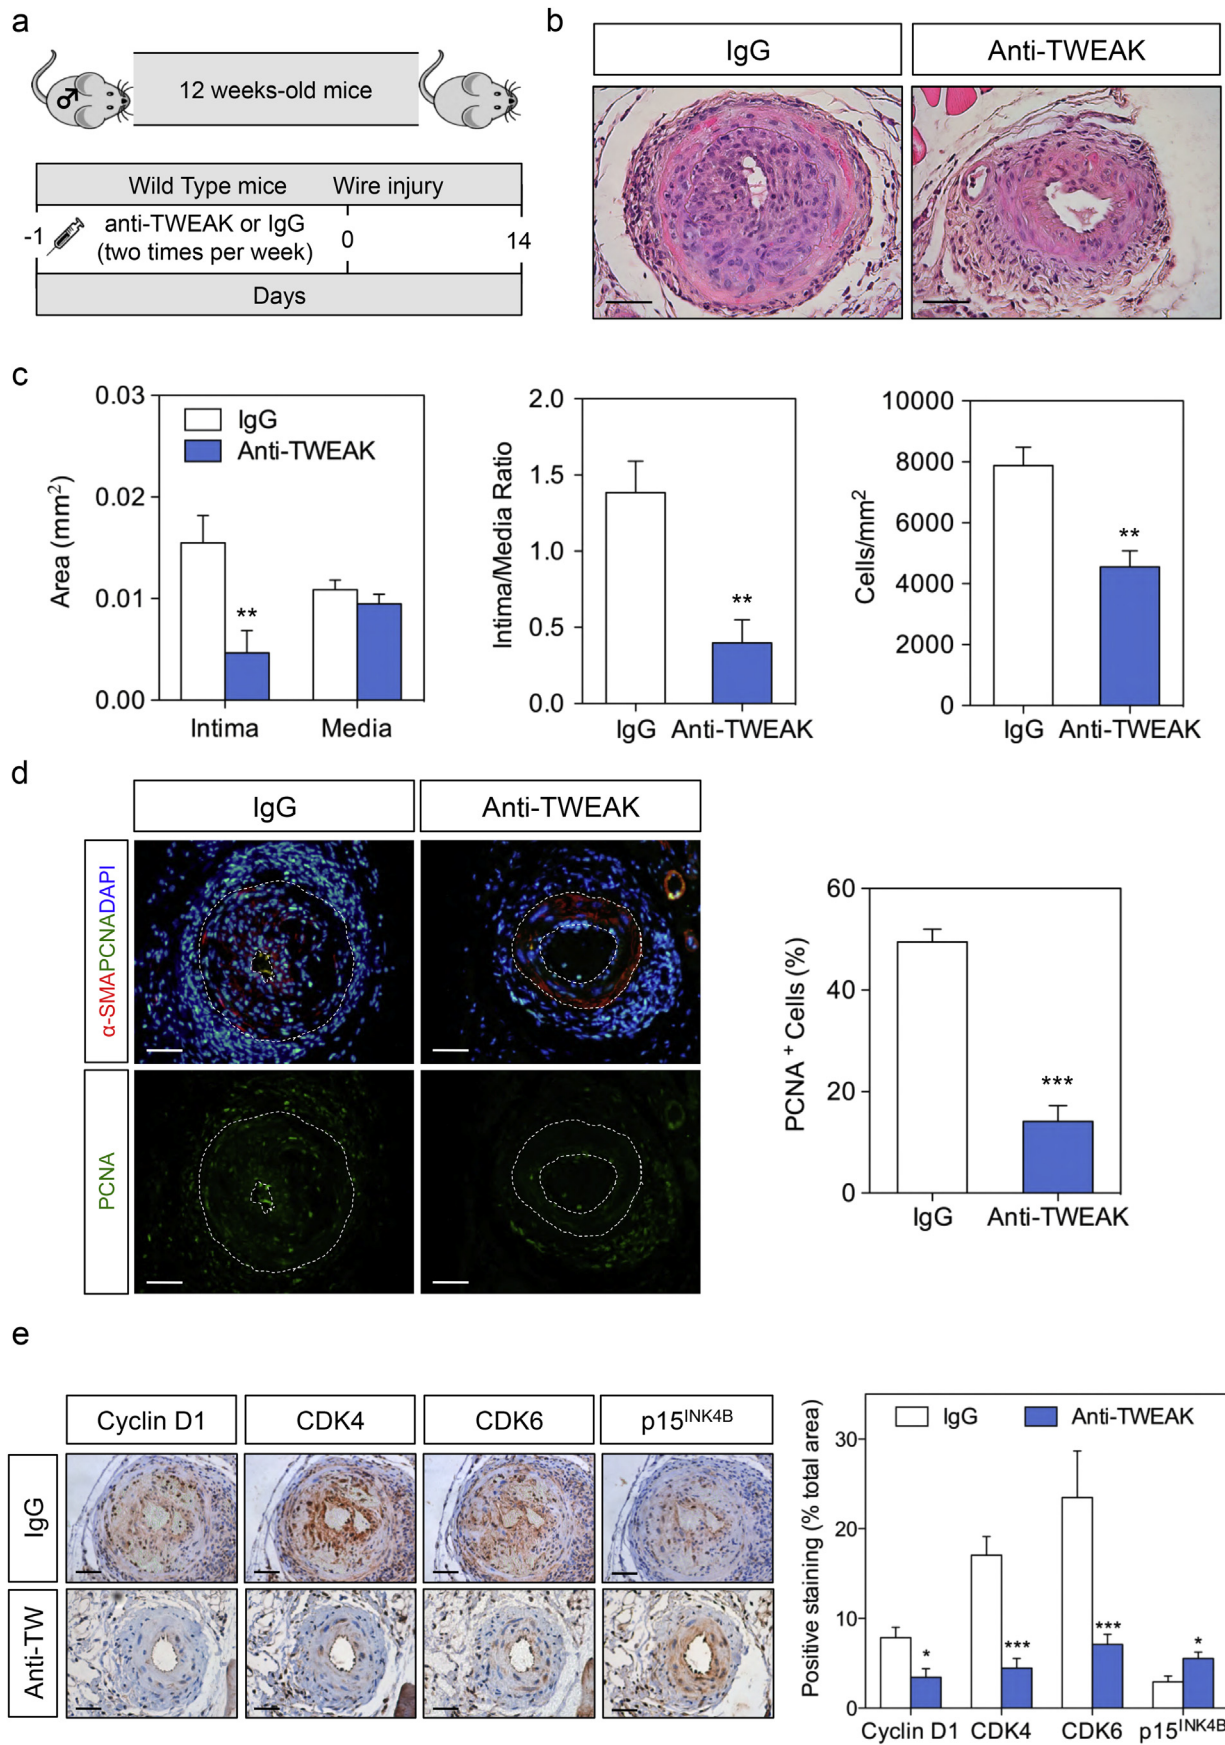 a
12 weeks-old mice
♂
Wild Type mice
Wire injury
-1
anti-TWEAK or IgG
(two times per week)
0
14
Days
b
IgG
Anti-TWEAK
c
0.03
0.02
0.01
0.00
Area (mm²)
IgG
Anti-TWEAK
**
Intima
Media
2.0
1.5
1.0
0.5
0.0
Intima/Media Ratio
**
IgG
Anti-TWEAK
10000
8000
6000
4000
2000
0
Cells/mm²
**
IgG
Anti-TWEAK
d
IgG
Anti-TWEAK
α-SMAPCNADAPI
PCNA
60
40
20
0
PCNA⁺ Cells (%)
***
IgG
Anti-TWEAK
e
Cyclin D1
CDK4
CDK6
p15ᴵᴺᴷ⁴ᴮ
IgG
Anti-TW
30
20
10
0
Positive staining (% total area)
IgG
Anti-TWEAK
*
***
***
*
Cyclin D1
CDK4
CDK6
p15ᴵᴺᴷ⁴ᴮ